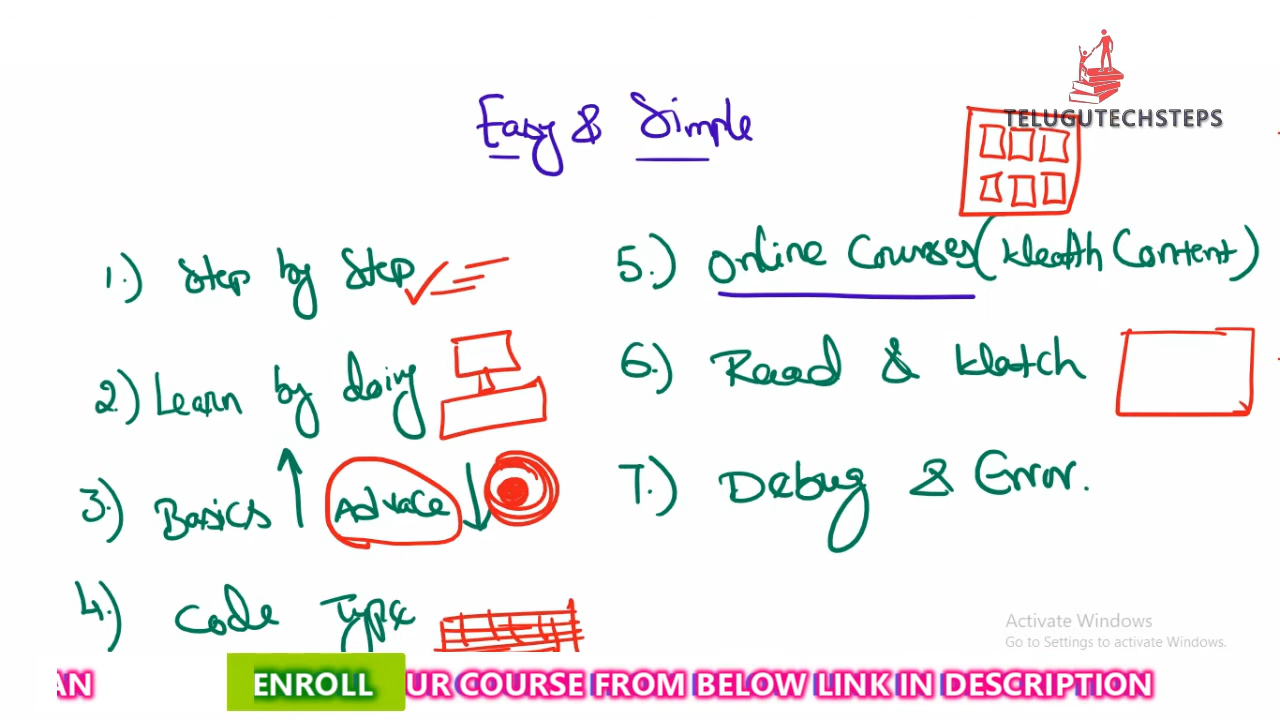 TELUGUTECHSTEPS
Easy & Simple
1.) Step by Step
2.) Learn by doing
3.) Basics Advace
4.) Code Type
5.) Online Courses (Wealth Content)
6.) Read & Watch
7.) Debug & Error.
Activate Windows
Go to Settings to activate Windows.
AN ENROLL UR COURSE FROM BELOW LINK IN DESCRIPTION